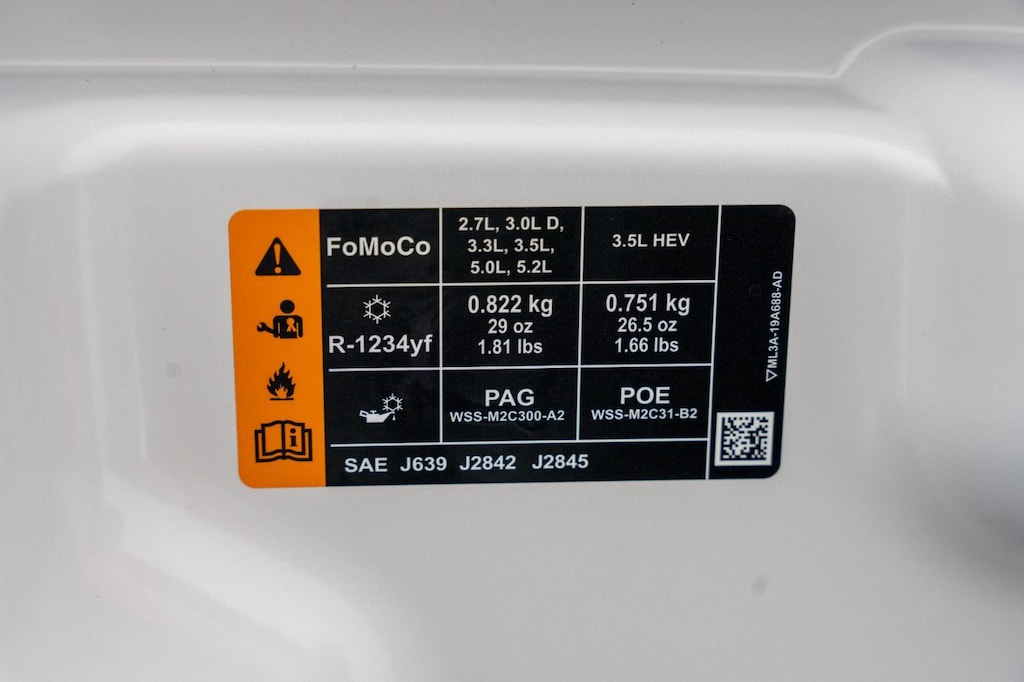 FoMoCo
2.7L, 3.0L D,
3.3L, 3.5L,
5.0L, 5.2L
3.5L HEV
R-1234yf
0.822 kg
29 oz
1.81 lbs
0.751 kg
26.5 oz
1.66 lbs
PAG
WSS-M2C300-A2
POE
WSS-M2C31-B2
SAE J639 J2842 J2845
ML3A-19A688-AD